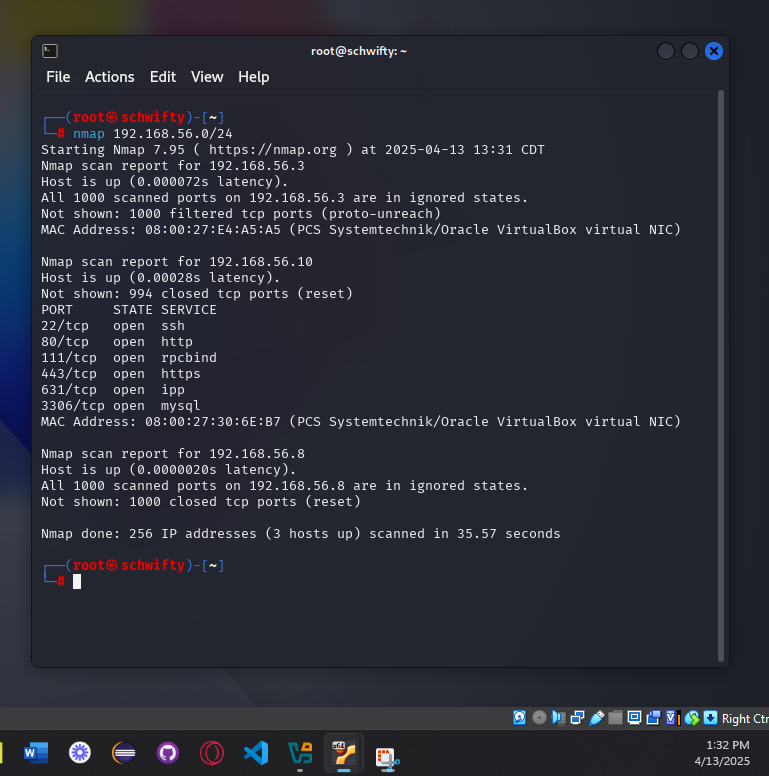 root@schwifty: ~
File Actions Edit View Help
┌──(root㉿schwifty)-[~]
└─# nmap 192.168.56.0/24
Starting Nmap 7.95 ( https://nmap.org ) at 2025-04-13 13:31 CDT
Nmap scan report for 192.168.56.3
Host is up (0.000072s latency).
All 1000 scanned ports on 192.168.56.3 are in ignored states.
Not shown: 1000 filtered tcp ports (proto-unreach)
MAC Address: 08:00:27:E4:A5:A5 (PCS Systemtechnik/Oracle VirtualBox virtual NIC)

Nmap scan report for 192.168.56.10
Host is up (0.00028s latency).
Not shown: 994 closed tcp ports (reset)
PORT     STATE SERVICE
22/tcp   open  ssh
80/tcp   open  http
111/tcp  open  rpcbind
443/tcp  open  https
631/tcp  open  ipp
3306/tcp open  mysql
MAC Address: 08:00:27:30:6E:B7 (PCS Systemtechnik/Oracle VirtualBox virtual NIC)

Nmap scan report for 192.168.56.8
Host is up (0.0000020s latency).
All 1000 scanned ports on 192.168.56.8 are in ignored states.
Not shown: 1000 closed tcp ports (reset)

Nmap done: 256 IP addresses (3 hosts up) scanned in 35.57 seconds

┌──(root㉿schwifty)-[~]
└─#
Right Ctr
1:32 PM
4/13/2025